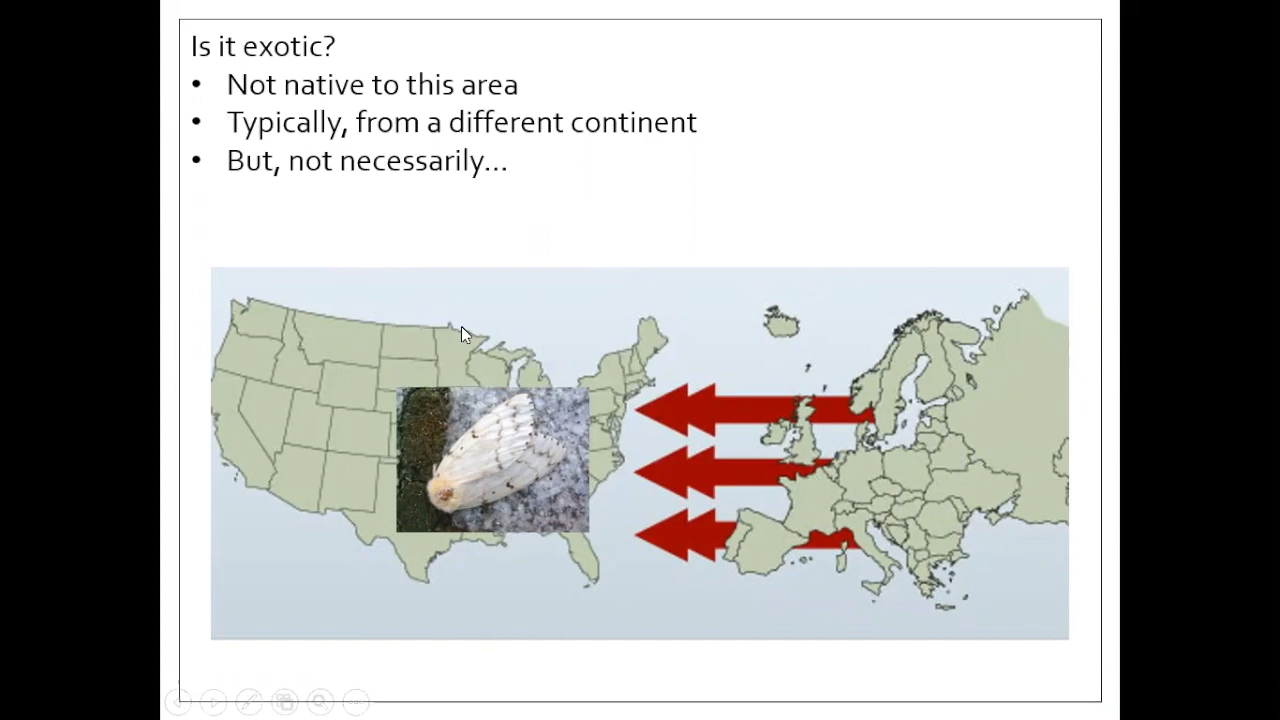 Is it exotic?
• Not native to this area
• Typically, from a different continent
• But, not necessarily...